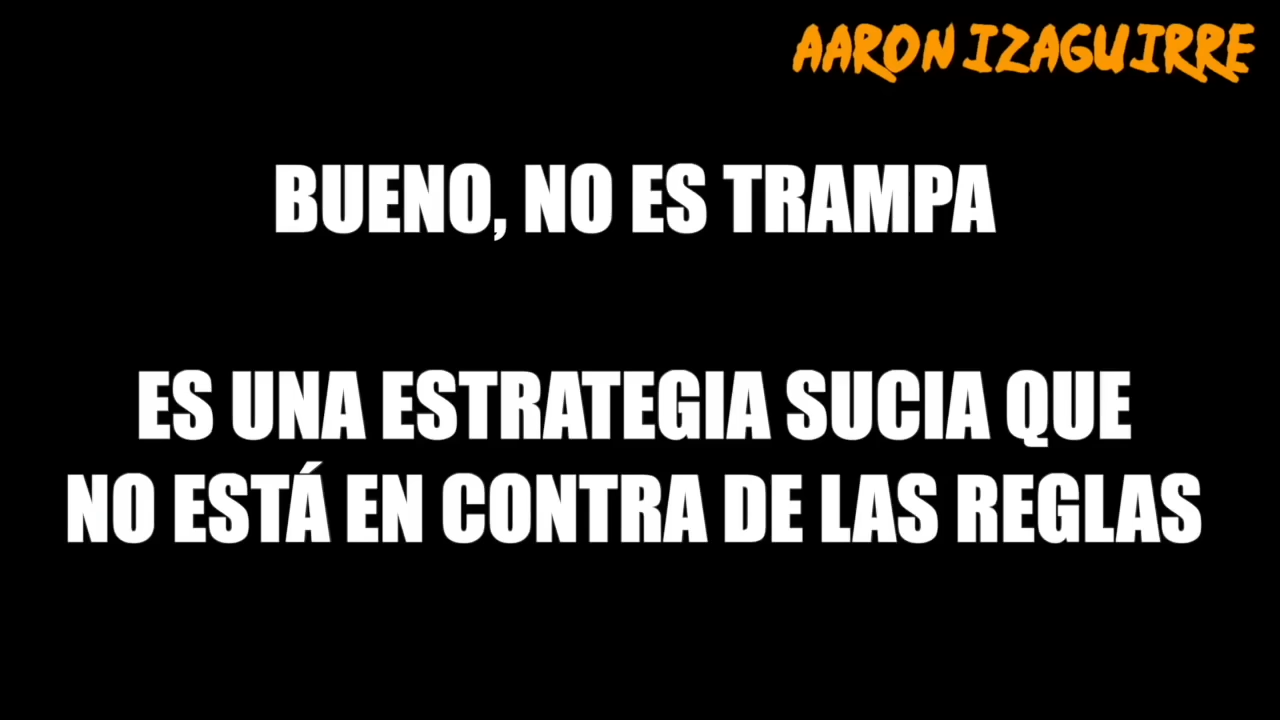 AARON IZAGUIRRE
BUENO, NO ES TRAMPA
ES UNA ESTRATEGIA SUCIA QUE
NO ESTÁ EN CONTRA DE LAS REGLAS